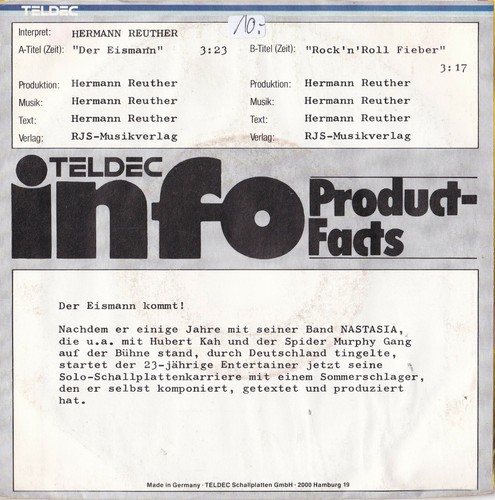 TELDEC
Interpret: HERMANN REUTHER 10.-
A-Titel (Zeit): "Der Eismann" 3:23 B-Titel (Zeit): "Rock'n'Roll Fieber"
3:17
Produktion: Hermann Reuther Produktion: Hermann Reuther
Musik: Hermann Reuther Musik: Hermann Reuther
Text: Hermann Reuther Text: Hermann Reuther
Verlag: RJS-Musikverlag Verlag: RJS-Musikverlag
TELDEC
info Product-
Facts
Der Eismann kommt!
Nachdem er einige Jahre mit seiner Band NASTASIA,
die u.a. mit Hubert Kah und der Spider Murphy Gang
auf der Bühne stand, durch Deutschland tingelte,
startet der 23-jährige Entertainer jetzt seine
Solo-Schallplattenkarriere mit einem Sommerschlager,
den er selbst komponiert, getextet und produziert
hat.
Made in Germany · TELDEC Schallplatten GmbH · 2000 Hamburg 19